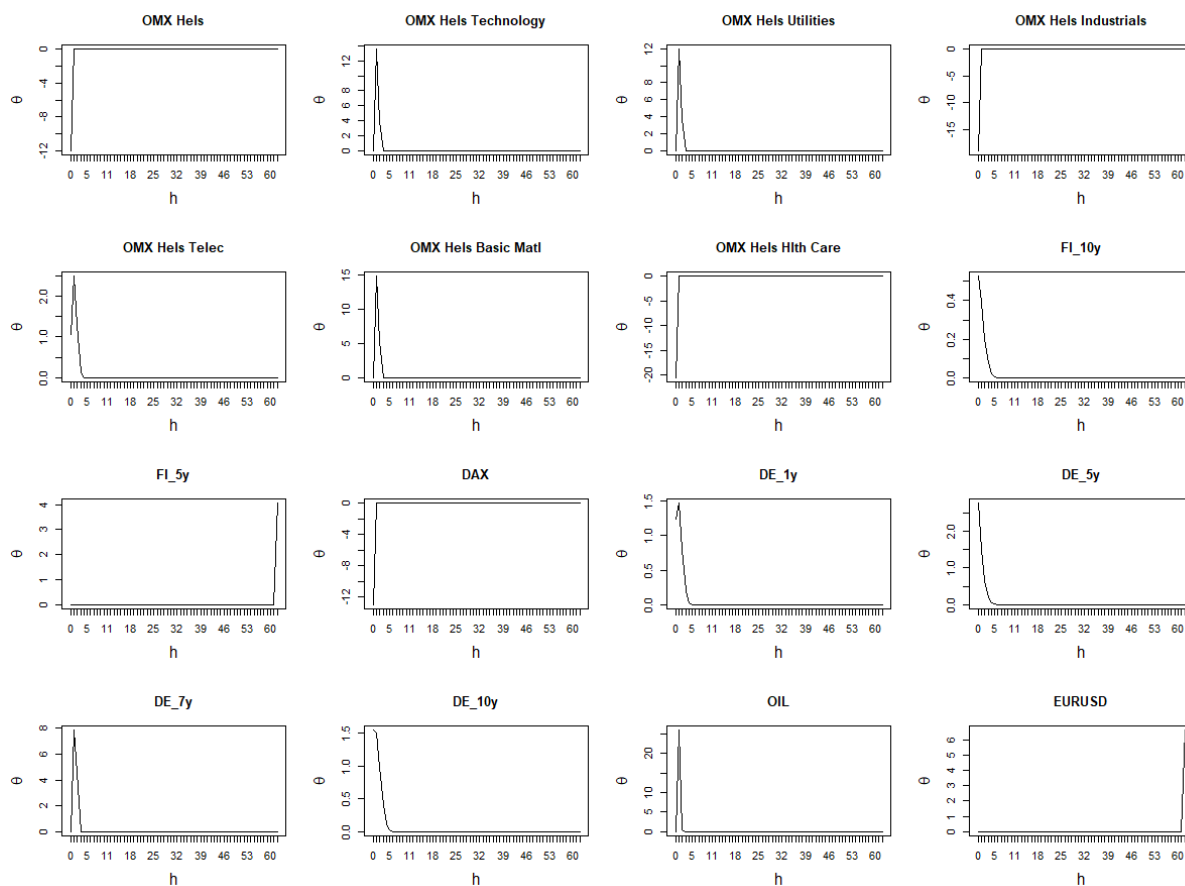 OMX Hels
θ
0 -4 -8 -12
0 5 11 18 25 32 39 46 53 60
h
OMX Hels Technology
θ
12 8 6 4 2 0
0 5 11 18 25 32 39 46 53 60
h
OMX Hels Utilities
θ
12 8 6 4 2 0
0 5 11 18 25 32 39 46 53 60
h
OMX Hels Industrials
θ
0 -5 -10 -15
0 5 11 18 25 32 39 46 53 60
h
OMX Hels Telec
θ
2.0 1.0 0.0
0 5 11 18 25 32 39 46 53 60
h
OMX Hels Basic Matl
θ
15 10 5 0
0 5 11 18 25 32 39 46 53 60
h
OMX Hels Hlth Care
θ
0 -5 -10 -15 -20
0 5 11 18 25 32 39 46 53 60
h
FI_10y
θ
0.4 0.2 0.0
0 5 11 18 25 32 39 46 53 60
h
FI_5y
θ
4 3 2 1 0
0 5 11 18 25 32 39 46 53 60
h
DAX
θ
0 -4 -8 -12
0 5 11 18 25 32 39 46 53 60
h
DE_1y
θ
1.5 1.0 0.5 0.0
0 5 11 18 25 32 39 46 53 60
h
DE_5y
θ
2.0 1.0 0.0
0 5 11 18 25 32 39 46 53 60
h
DE_7y
θ
8 6 4 2 0
0 5 11 18 25 32 39 46 53 60
h
DE_10y
θ
1.5 1.0 0.5 0.0
0 5 11 18 25 32 39 46 53 60
h
OIL
θ
20 15 10 5 0
0 5 11 18 25 32 39 46 53 60
h
EURUSD
θ
6 5 4 3 2 1 0
0 5 11 18 25 32 39 46 53 60
h